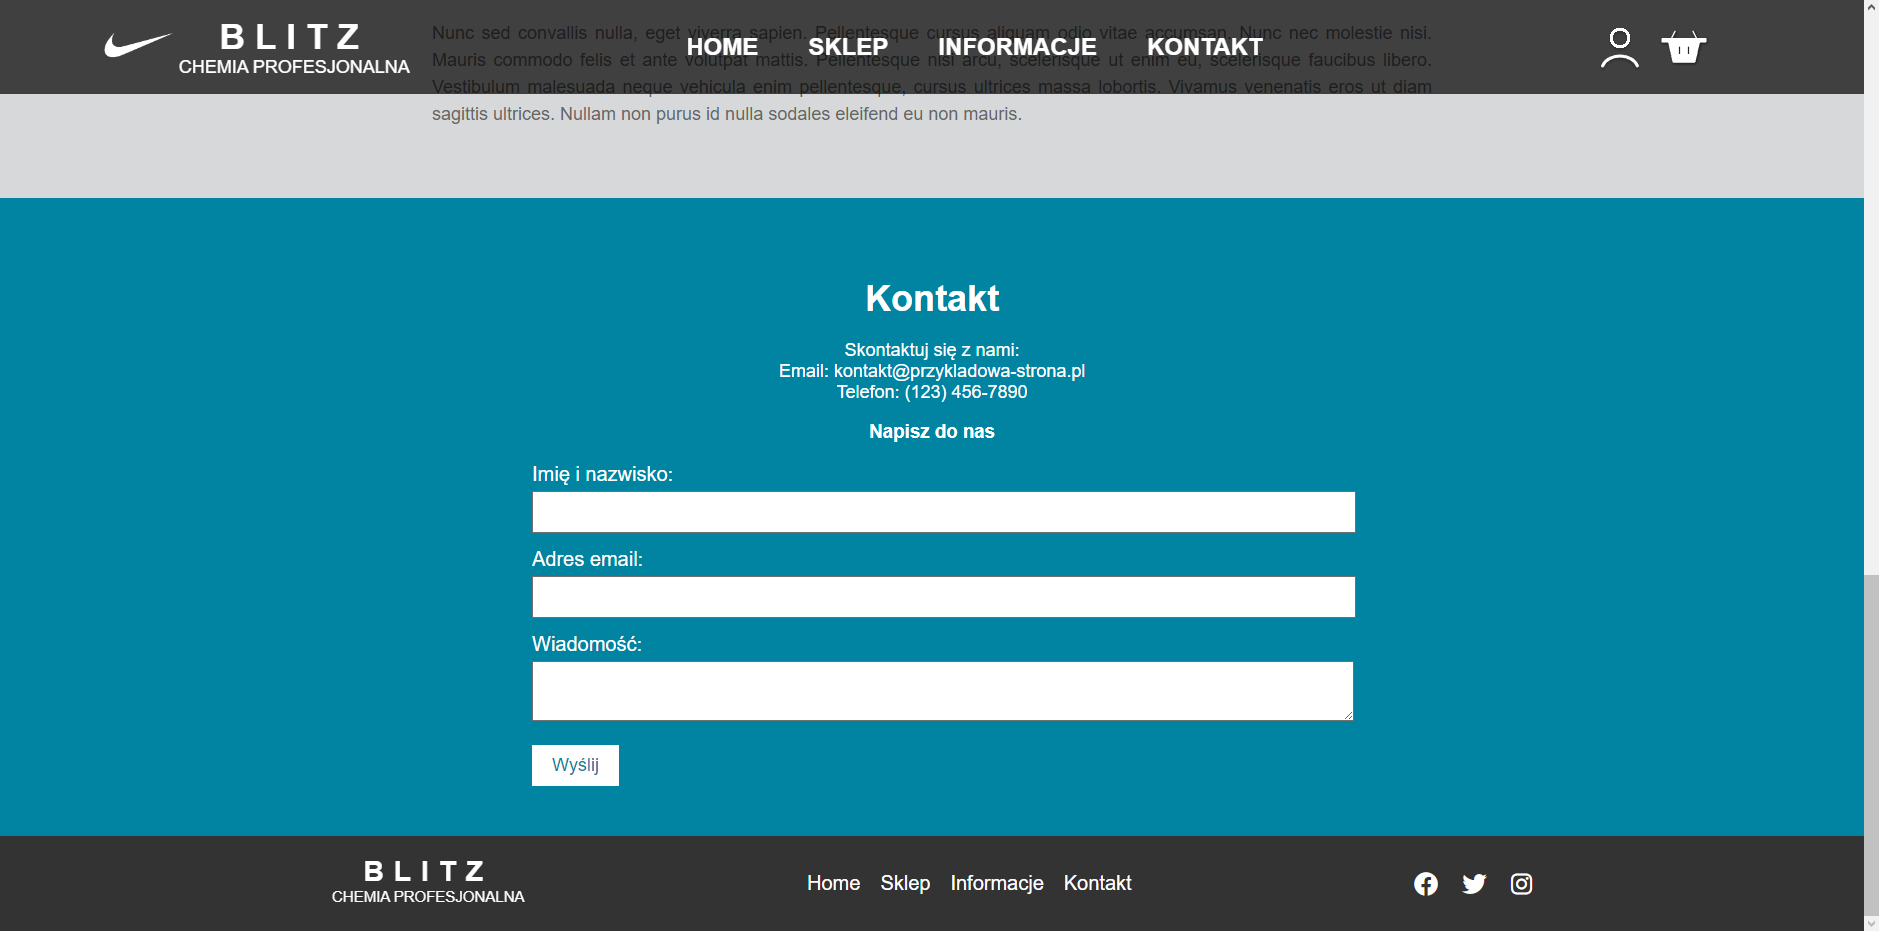 BLITZ
CHEMIA PROFESJONALNA
HOME SKLEP INFORMACJE KONTAKT
Nunc sed convallis nulla, eget viverra sapien. Pellentesque cursus aliquam odio vitae accumsan. Nunc nec molestie nisi.
Mauris commodo felis et ante volutpat mattis. Pellentesque nisl arcu, scelerisque ut enim eu, scelerisque faucibus libero.
Vestibulum malesuada neque vehicula enim pellentesque, cursus ultrices massa lobortis. Vivamus venenatis eros ut diam
sagittis ultrices. Nullam non purus id nulla sodales eleifend eu non mauris.
Kontakt
Skontaktuj się z nami:
Email: kontakt@przykladowa-strona.pl
Telefon: (123) 456-7890
Napisz do nas
Imię i nazwisko:
Adres email:
Wiadomość:
Wyślij
BLITZ
CHEMIA PROFESJONALNA
Home Sklep Informacje Kontakt